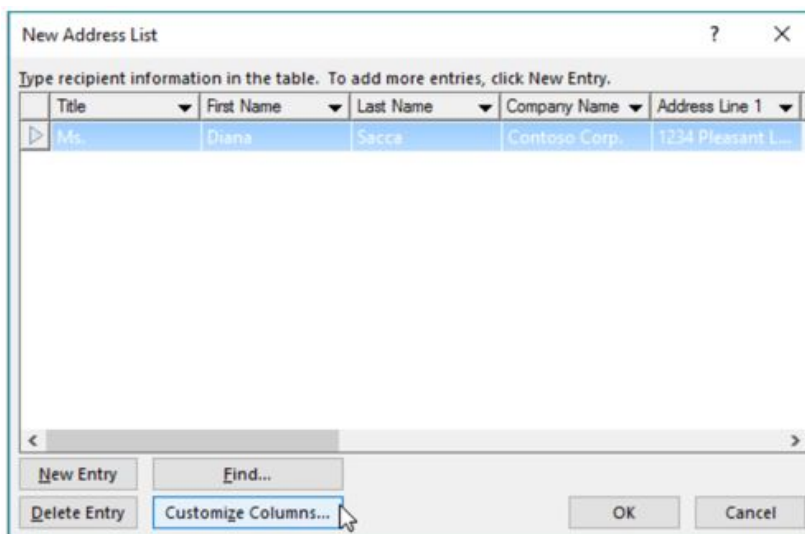 New Address List ? ×
Type recipient information in the table. To add more entries, click New Entry.
Title First Name Last Name Company Name Address Line 1
Ms. Diana Sacca Contoso Corp. 1234 Pleasant L...
New Entry Find...
Delete Entry Customize Columns... OK Cancel